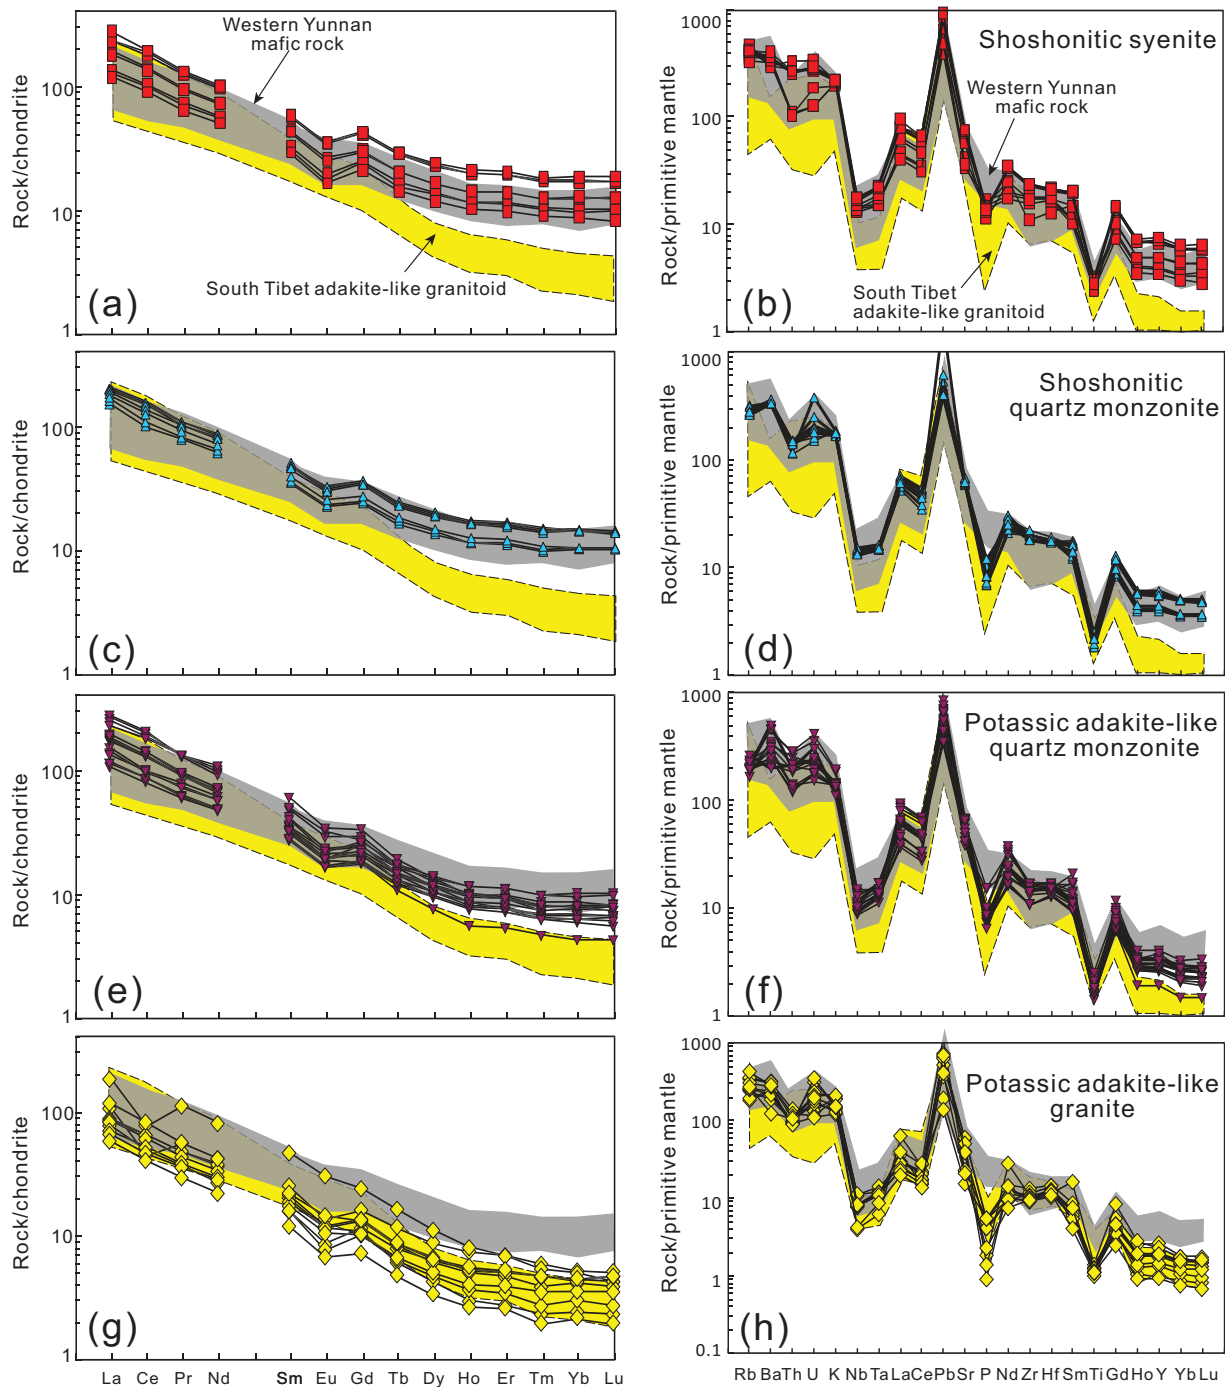 Rock/chondrite
100
10
1
Western Yunnan
mafic rock
South Tibet adakite-like granitoid
(a)
Rock/primitive mantle
1000
100
10
1
Shoshonitic syenite
Western Yunnan
mafic rock
South Tibet
adakite-like granitoid
(b)
Rock/chondrite
100
10
1
(c)
Rock/primitive mantle
1000
100
10
1
Shoshonitic
quartz monzonite
(d)
Rock/chondrite
100
10
1
(e)
Rock/primitive mantle
1000
100
10
1
Potassic adakite-like
quartz monzonite
(f)
Rock/chondrite
100
10
1
(g)
La Ce Pr Nd Sm Eu Gd Tb Dy Ho Er Tm Yb Lu
Rock/primitive mantle
1000
100
10
1
0.1
Potassic adakite-like
granite
(h)
Rb Ba Th U K Nb Ta La Ce Pb Sr P Nd Zr Hf Sm Ti Gd Ho Y Yb Lu